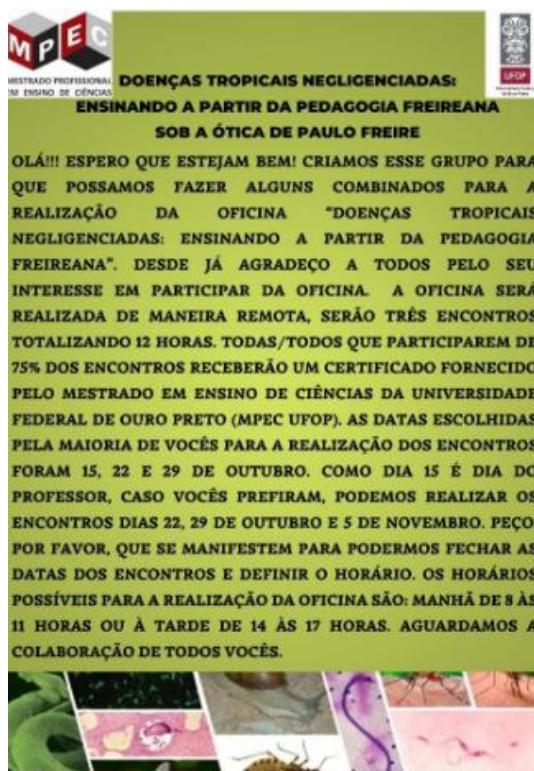 MPEC
MESTRADO PROFISSIONAL
EM ENSINO DE CIÊNCIAS
UFOP
DOENÇAS TROPICAIS NEGLIGENCIADAS:
ENSINANDO A PARTIR DA PEDAGOGIA FREIREANA
SOB A ÓTICA DE PAULO FREIRE
OLÁ!!! ESPERO QUE ESTEJAM BEM! CRIAMOS ESSE GRUPO PARA
QUE POSSAMOS FAZER ALGUNS COMBINADOS PARA A
REALIZAÇÃO DA OFICINA "DOENÇAS TROPICAIS
NEGLIGENCIADAS: ENSINANDO A PARTIR DA PEDAGOGIA
FREIREANA". DESDE JÁ AGRADEÇO A TODOS PELO SEU
INTERESSE EM PARTICIPAR DA OFICINA. A OFICINA SERÁ
REALIZADA DE MANEIRA REMOTA, SERÃO TRÊS ENCONTROS
TOTALIZANDO 12 HORAS. TODAS/TODOS QUE PARTICIPAREM DE
75% DOS ENCONTROS RECEBERÃO UM CERTIFICADO FORNECIDO
PELO MESTRADO EM ENSINO DE CIÊNCIAS DA UNIVERSIDADE
FEDERAL DE OURO PRETO (MPEC UFOP). AS DATAS ESCOLHIDAS
PELA MAIORIA DE VOCÊS PARA A REALIZAÇÃO DOS ENCONTROS
FORAM 15, 22 E 29 DE OUTUBRO. COMO DIA 15 É DIA DO
PROFESSOR, CASO VOCÊS PREFIRAM, PODEMOS REALIZAR OS
ENCONTROS DIAS 22, 29 DE OUTUBRO E 5 DE NOVEMBRO. PEÇO
POR FAVOR, QUE SE MANIFESTEM PARA PODERMOS FECHAR AS
DATAS DOS ENCONTROS E DEFINIR O HORÁRIO. OS HORÁRIOS
POSSÍVEIS PARA A REALIZAÇÃO DA OFICINA SÃO: MANHÃ DE 8 ÀS
11 HORAS OU À TARDE DE 14 ÀS 17 HORAS. AGUARDAMOS A
COLABORAÇÃO DE TODOS VOCÊS.